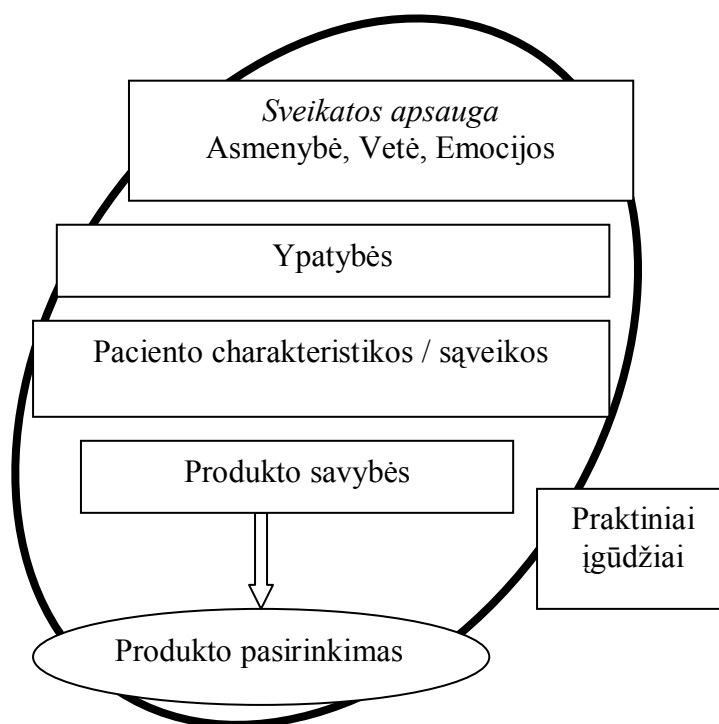 Sveikatos apsauga
Asmenybė, Vetė, Emocijos
Ypatybės
Paciento charakteristikos / sąveikos
Produkto savybės
Praktiniai
įgūdžiai
Produkto pasirinkimas